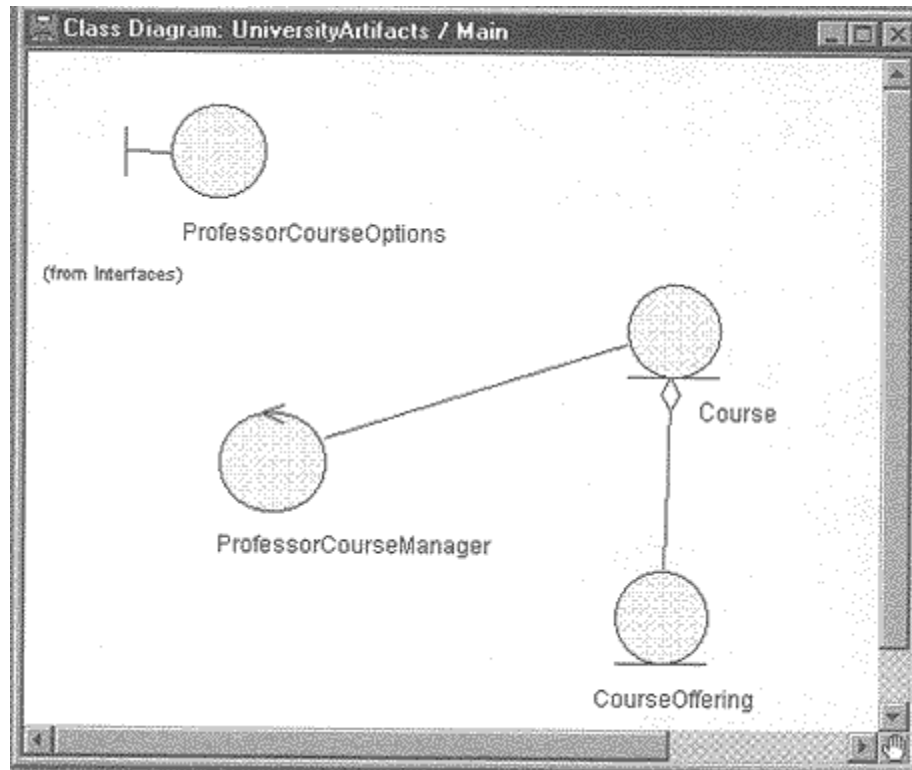 Class Diagram: UniversityArtifacts / Main
ProfessorCourseOptions
(from Interfaces)
Course
ProfessorCourseManager
CourseOffering